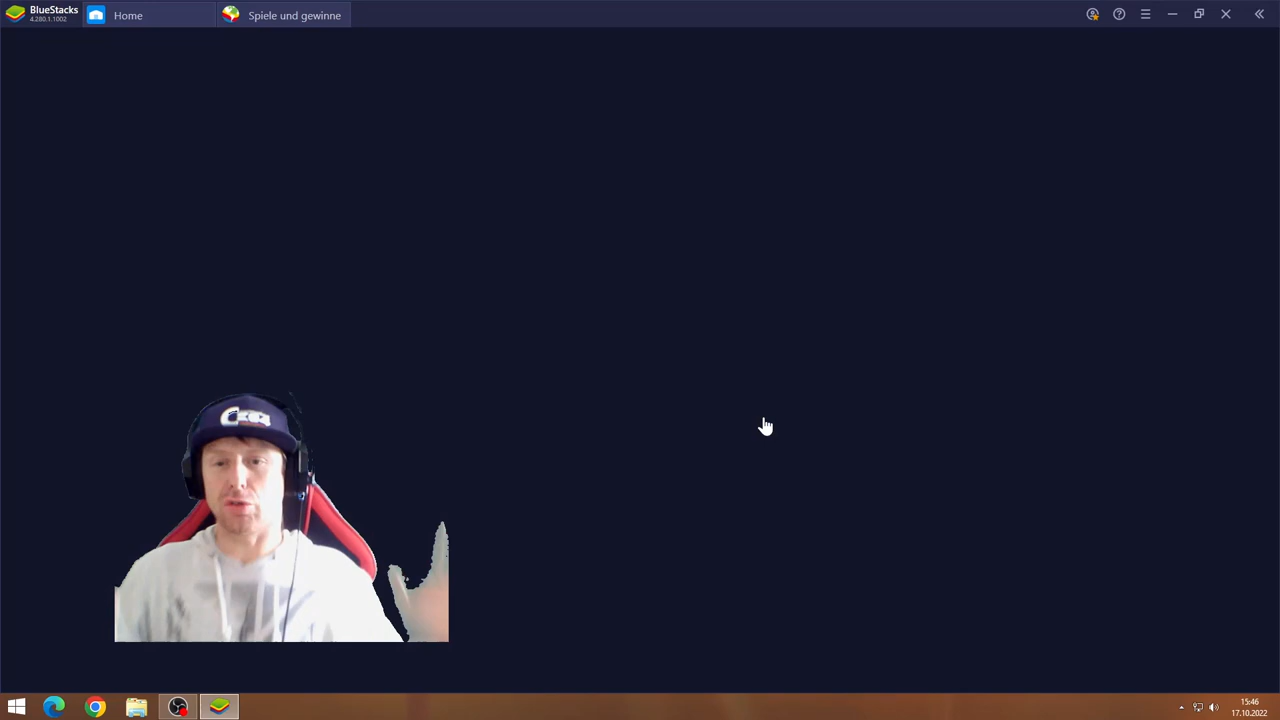 BlueStacks
4.280.1.1002
Home
Spiele und gewinne
15:46
17.10.2022